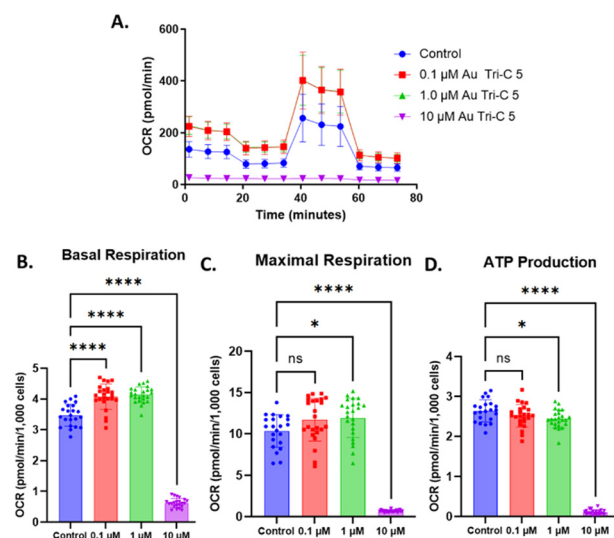 A.
600
400
200
0
OCR (pmol/min)
0
20
40
60
80
Time (minutes)
Control
0.1 µM Au Tri-C 5
1.0 µM Au Tri-C 5
10 µM Au Tri-C 5
B.
Basal Respiration
****
****
****
5
4
3
2
1
0
OCR (pmol/min/1,000 cells)
Control 0.1 µM 1 µM 10 µM
C.
Maximal Respiration
****
*
ns
20
15
10
5
0
OCR (pmol/min/1,000 cells)
Control 0.1 µM 1 µM 10 µM
D.
ATP Production
****
*
ns
4
3
2
1
0
OCR (pmol/min/1,000 cells)
Control 0.1 µM 1 µM 10 µM